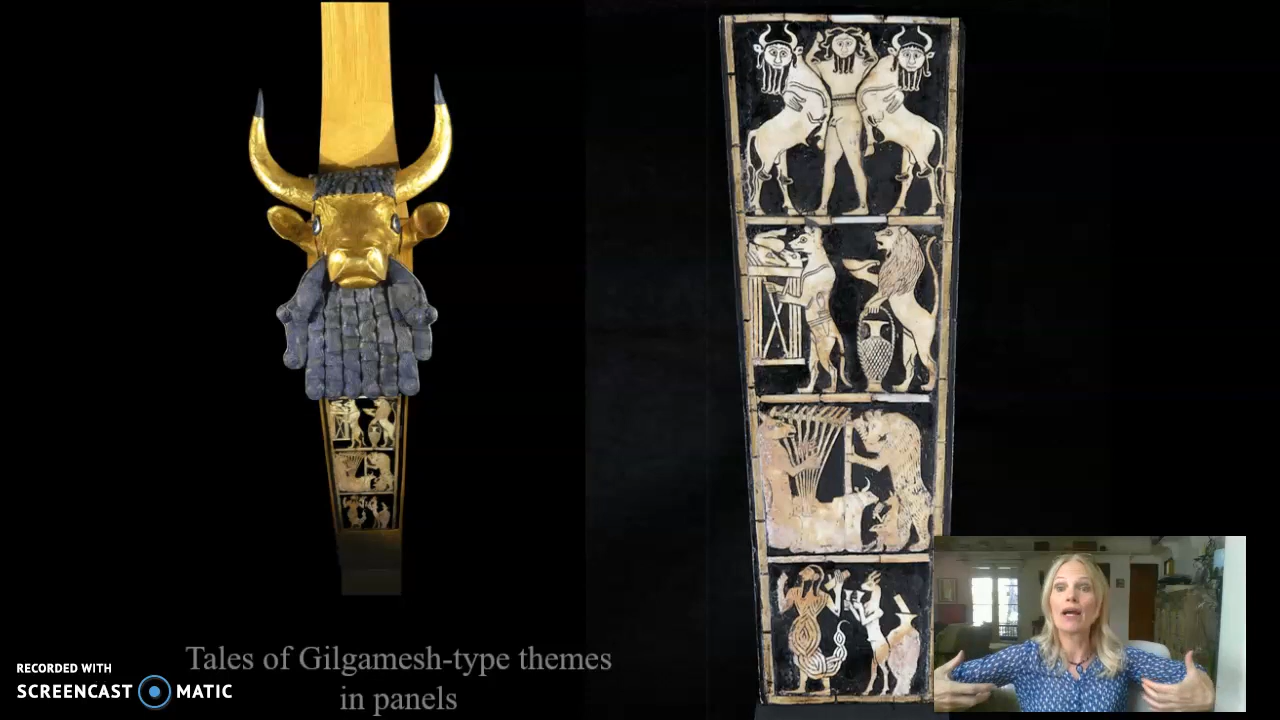 Tales of Gilgamesh-type themes
in panels
RECORDED WITH
SCREENCAST MATIC